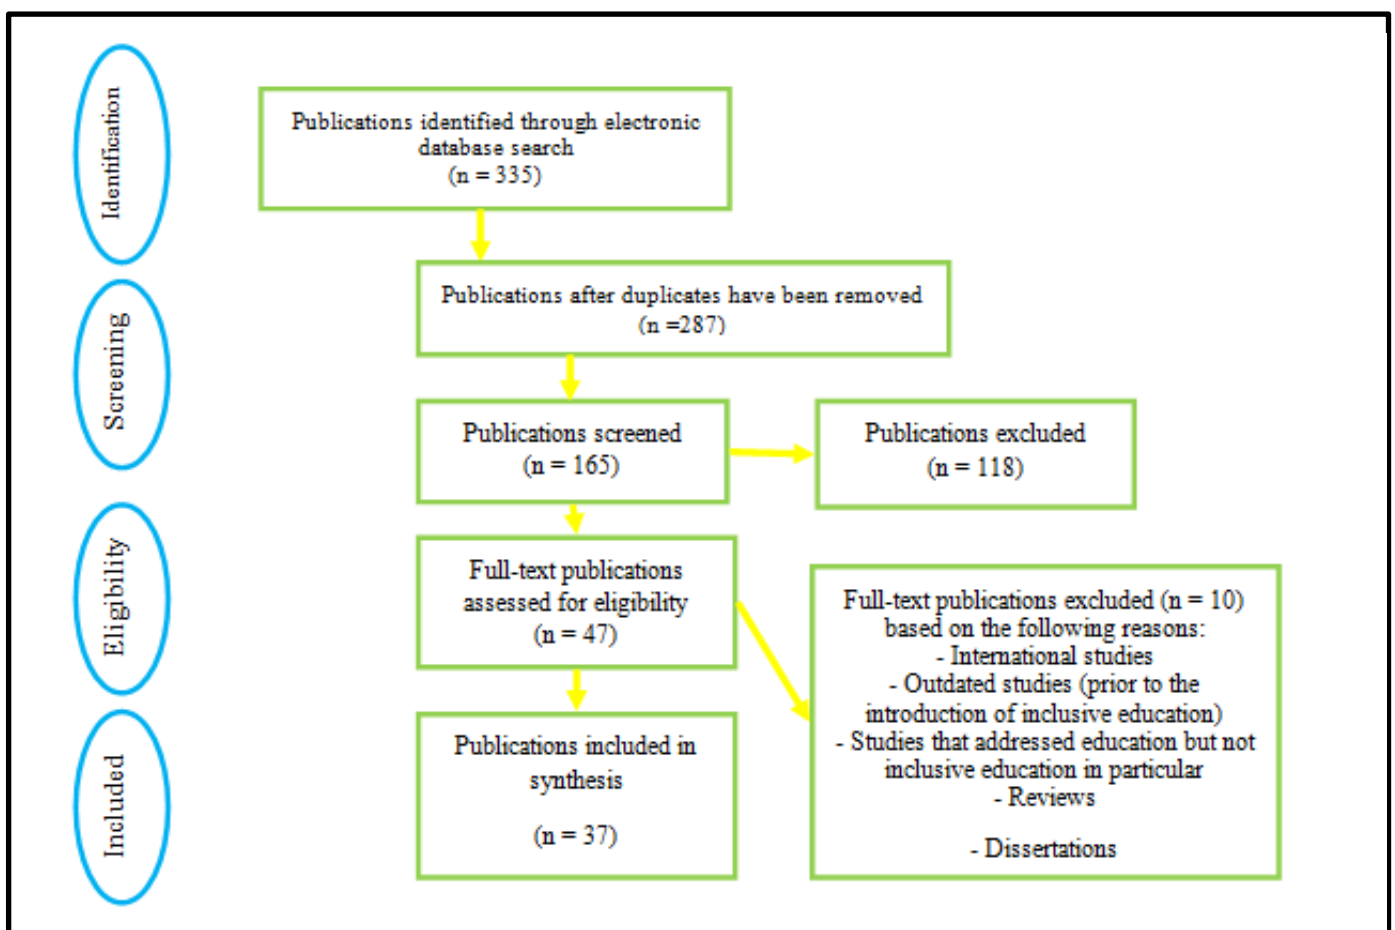 Identification
Publications identified through electronic
database search
(n = 335)
Publications after duplicates have been removed
(n =287)
Screening
Publications screened
(n = 165)
Publications excluded
(n = 118)
Eligibility
Full-text publications
assessed for eligibility
(n = 47)
Full-text publications excluded (n = 10)
based on the following reasons:
- International studies
- Outdated studies (prior to the
introduction of inclusive education)
- Studies that addressed education but not
inclusive education in particular
- Reviews
- Dissertations
Included
Publications included in
synthesis
(n = 37)